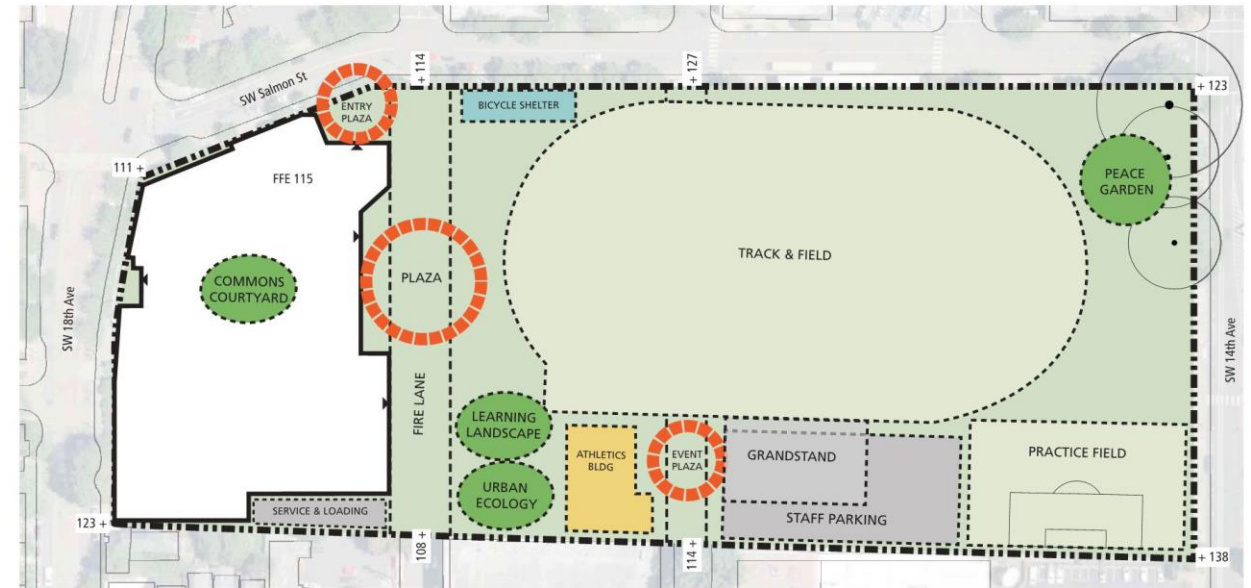 + 114
+ 127
+ 123
SW Salmon St
ENTRY
PLAZA
BICYCLE SHELTER
111 +
FFE 115
PEACE
GARDEN
TRACK & FIELD
PLAZA
COMMONS
COURTYARD
SW 18th Ave
SW 14th Ave
FIRE LANE
LEARNING
LANDSCAPE
ATHLETICS
BLDG
EVENT
PLAZA
GRANDSTAND
PRACTICE FIELD
URBAN
ECOLOGY
SERVICE & LOADING
STAFF PARKING
123 +
108 +
114 +
+ 138